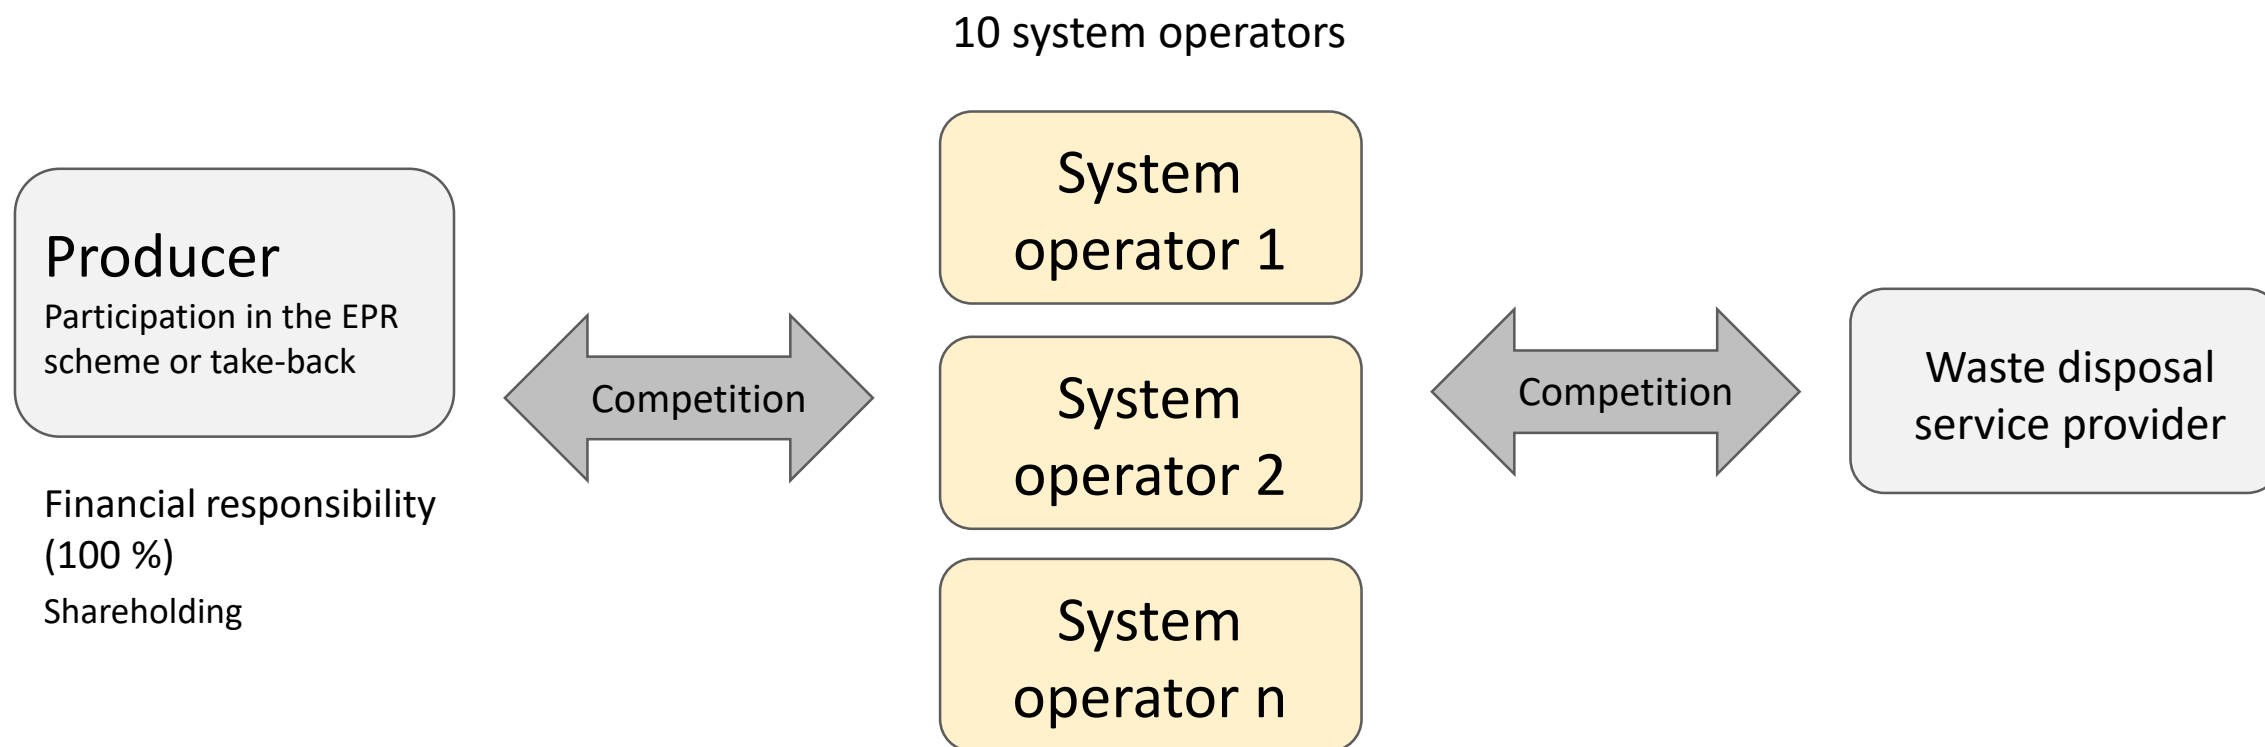 10 system operators
Producer
Participation in the EPR
scheme or take-back
Financial responsibility
(100 %)
Shareholding
Competition
System
operator 1
System
operator 2
System
operator n
Competition
Waste disposal
service provider